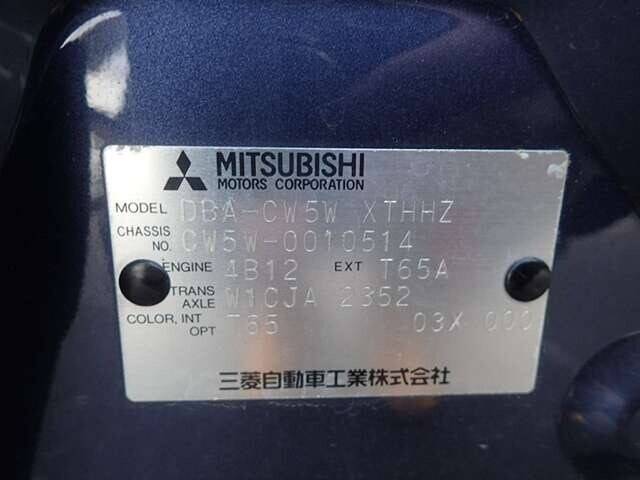 MITSUBISHI
MOTORS CORPORATION
MODEL DBA-CW5W XTHHZ
CHASSIS NO. CW5W-0010514
ENGINE 4B12 EXT T65A
TRANS AXLE W1CJA 2352
COLOR, INT OPT T65 03X 000
三菱自動車工業株式会社